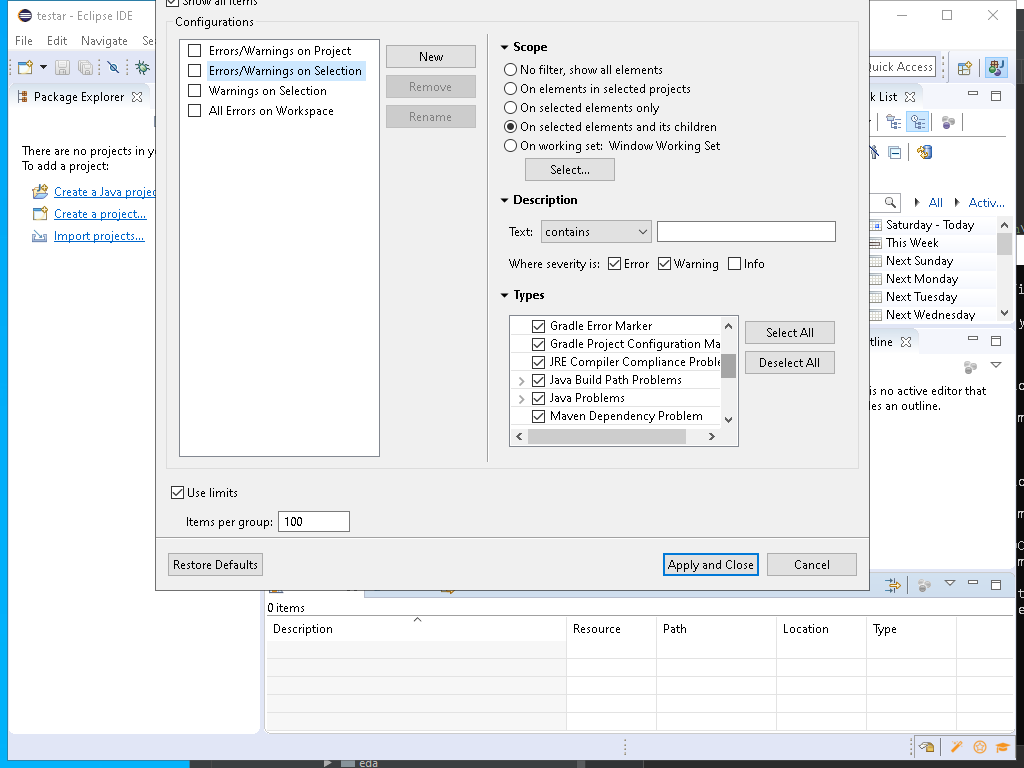 Show all items
testar - Eclipse IDE
Configurations
File Edit Navigate Se
Errors/Warnings on Project
Errors/Warnings on Selection
Warnings on Selection
All Errors on Workspace
New
Remove
Rename
Scope
No filter, show all elements
On elements in selected projects
On selected elements only
On selected elements and its children
On working set: Window Working Set
Select...
Description
Text: contains
Where severity is: Error Warning Info
Types
Gradle Error Marker
Gradle Project Configuration Ma
JRE Compiler Compliance Proble
Java Build Path Problems
Java Problems
Maven Dependency Problem
Select All
Deselect All
Use limits
Items per group: 100
Restore Defaults
Apply and Close
Cancel
Quick Access
Package Explorer
There are no projects in y
To add a project:
Create a Java projec
Create a project...
Import projects...
k List
All Activ...
Saturday - Today
This Week
Next Sunday
Next Monday
Next Tuesday
Next Wednesday
tline
is no active editor that
es an outline.
0 items
Description Resource Path Location Type
eda